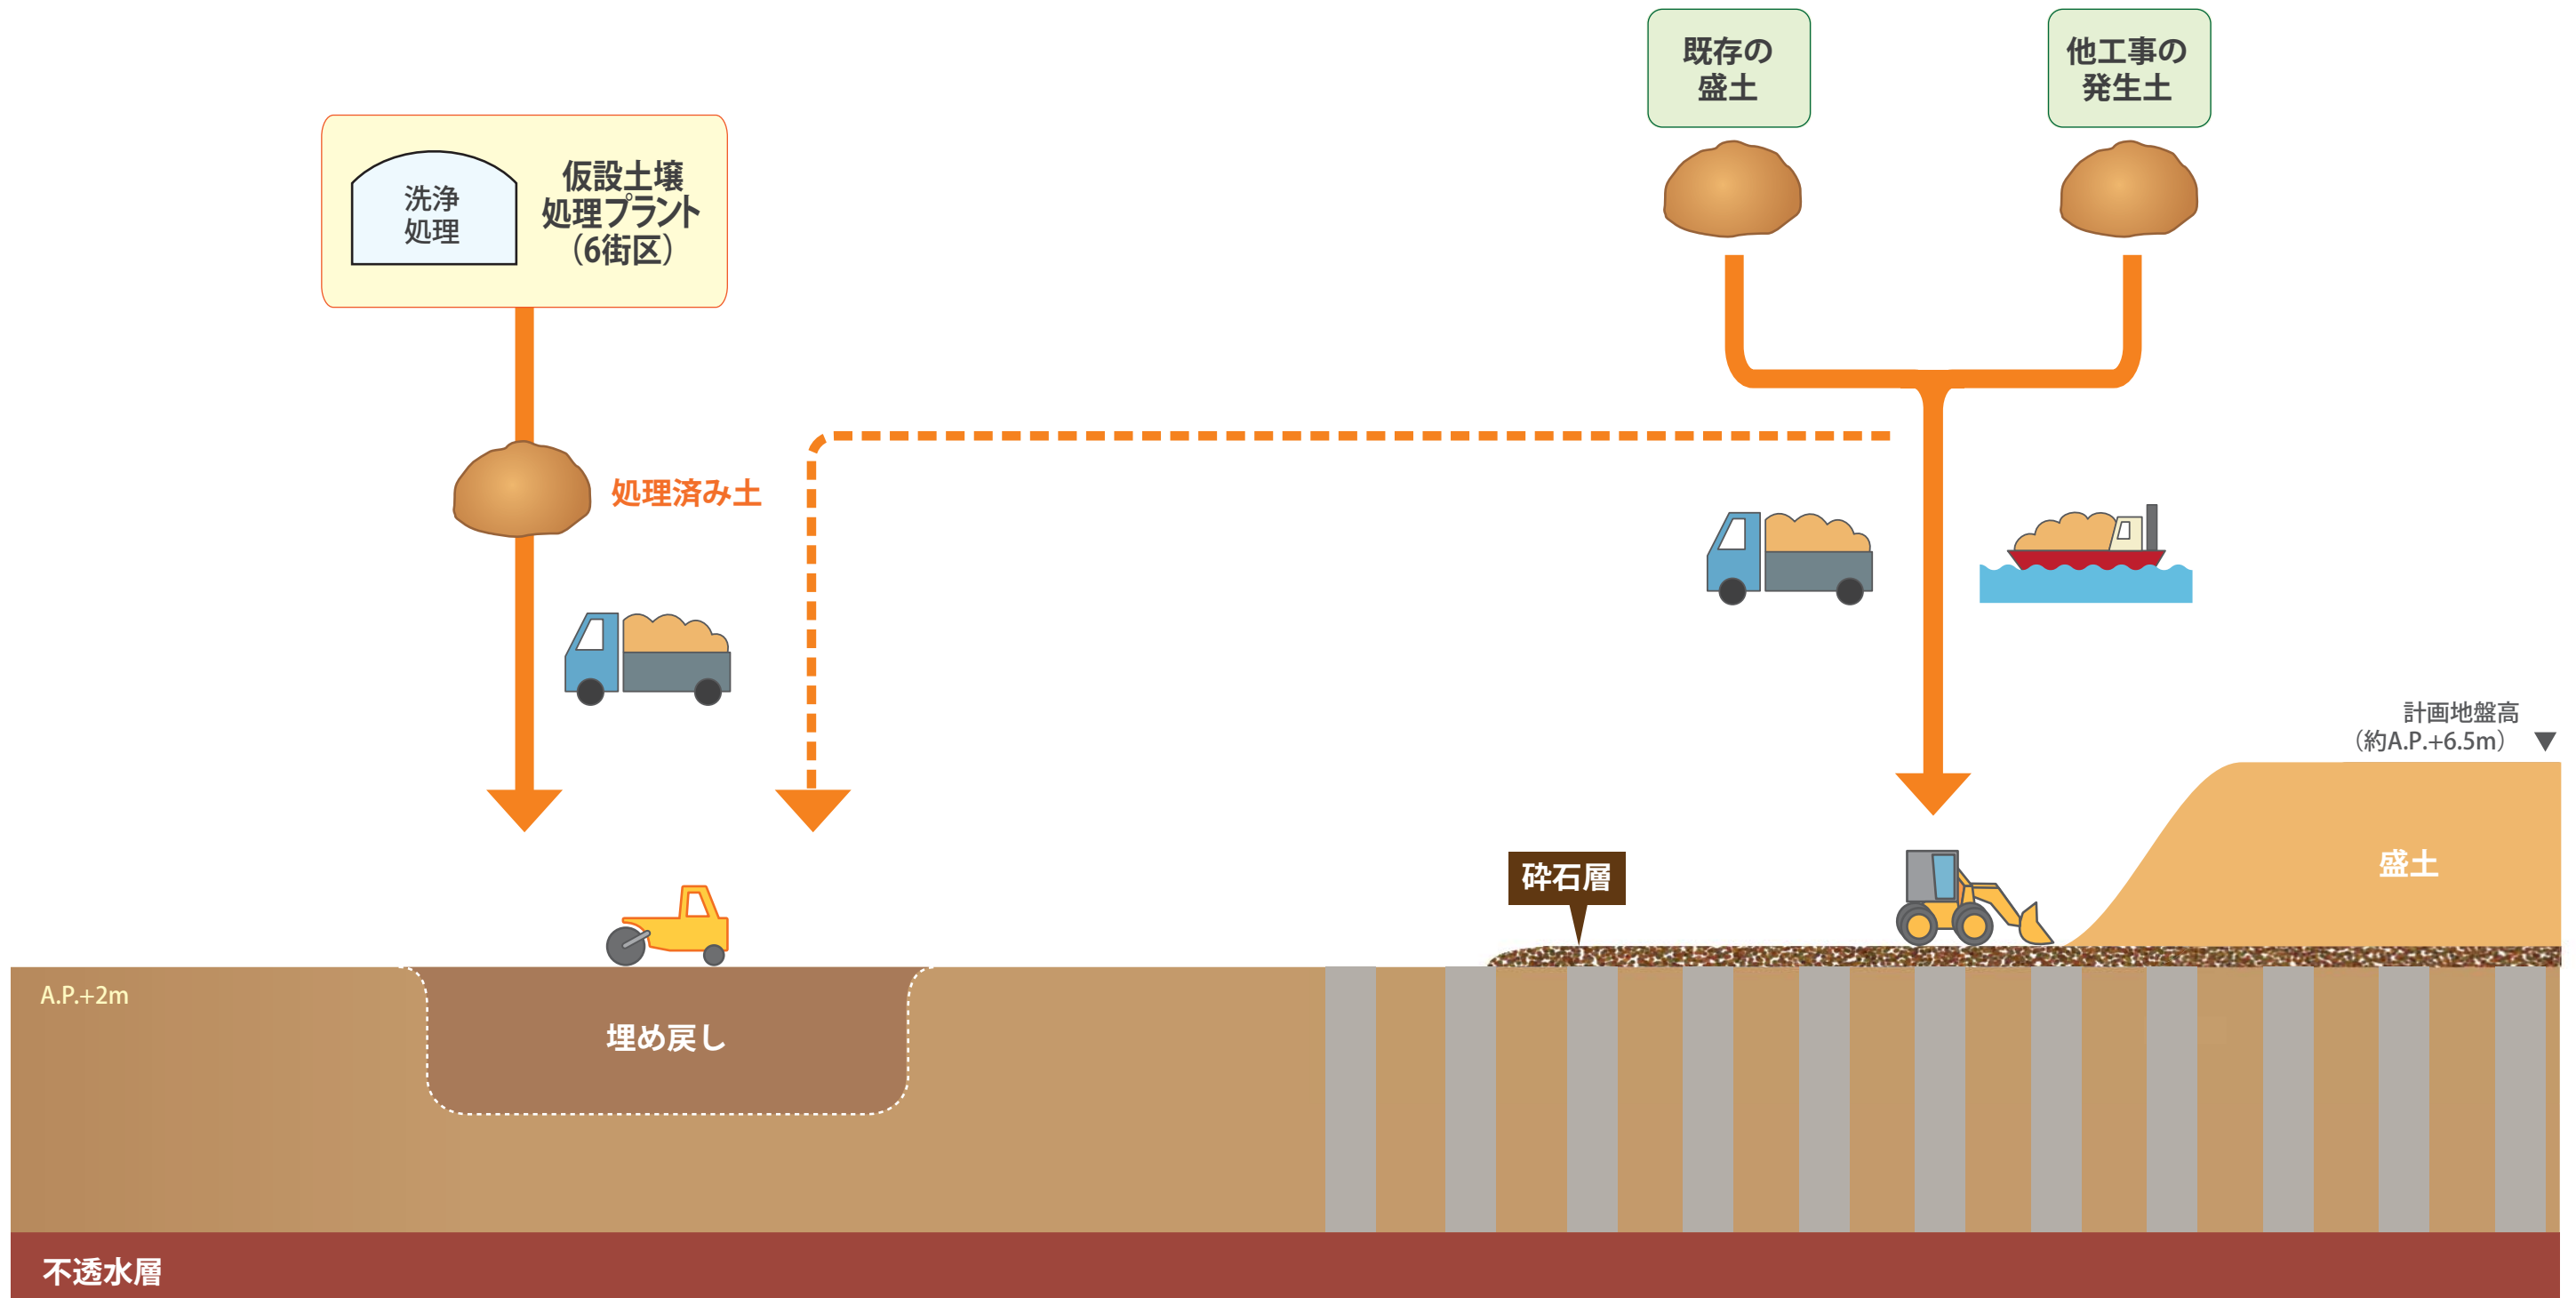 既存の
盛土
他工事の
発生土
洗浄
処理
仮設土壌
処理プラント
（6街区）
処理済み土
計画地盤高
（約A.P.+6.5m）
盛土
砕石層
A.P.+2m
埋め戻し
不透水層